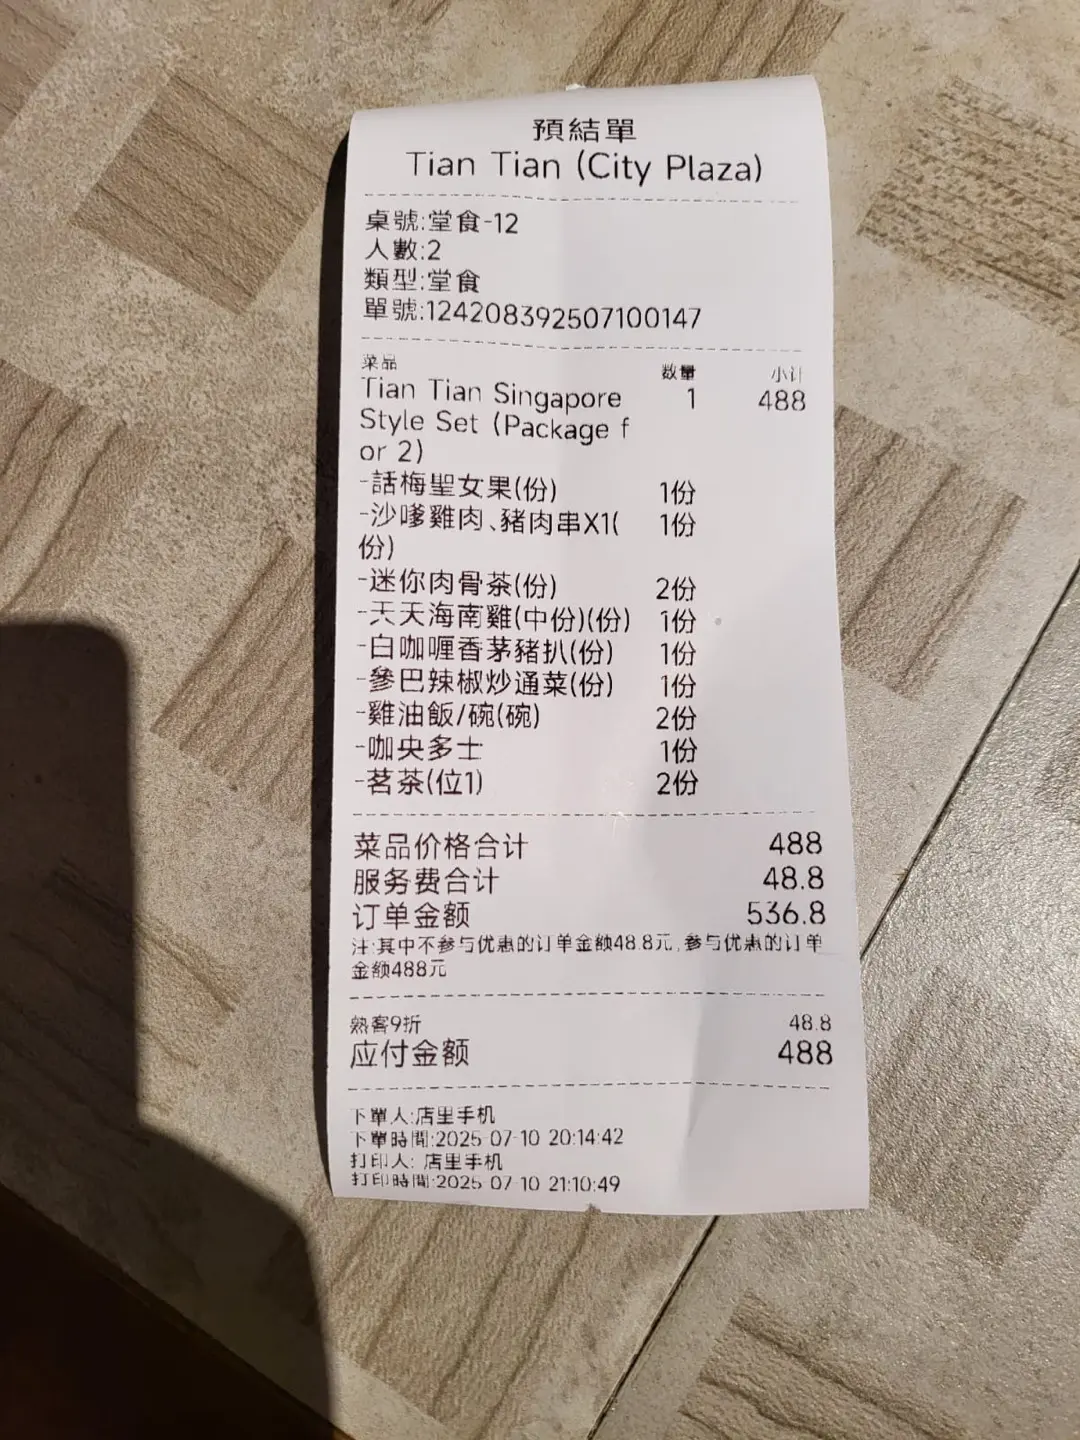 預結單
Tian Tian (City Plaza)
桌號:堂食-12
人數:2
類型:堂食
單號:124208392507100147
菜品 数量 小计
Tian Tian Singapore 1 488
Style Set (Package f
or 2)
-話梅聖女果(份) 1份
-沙嗲雞肉、豬肉串X1( 1份
份)
-迷你肉骨茶(份) 2份
-天天海南雞(中份)(份) 1份
-白咖喱香茅豬扒(份) 1份
-參巴辣椒炒通菜(份) 1份
-雞油飯/碗(碗) 2份
-咖央多士 1份
-茗茶(位1) 2份
菜品价格合计 488
服务费合计 48.8
订单金额 536.8
注:其中不参与优惠的订单金额48.8元,参与优惠的订单
金额488元
熟客9折 48.8
应付金额 488
下單人:店里手机
下單時間:2025-07-10 20:14:42
打印人: 店里手机
打印時間:2025-07-10 21:10:49